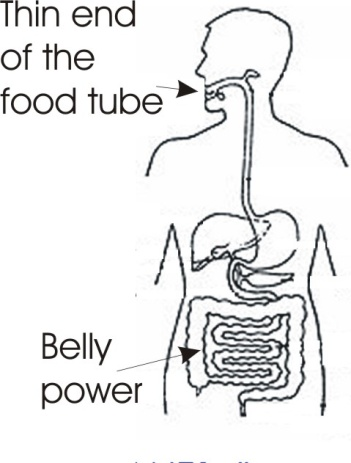 Thin end
of the
food tube
Belly
power